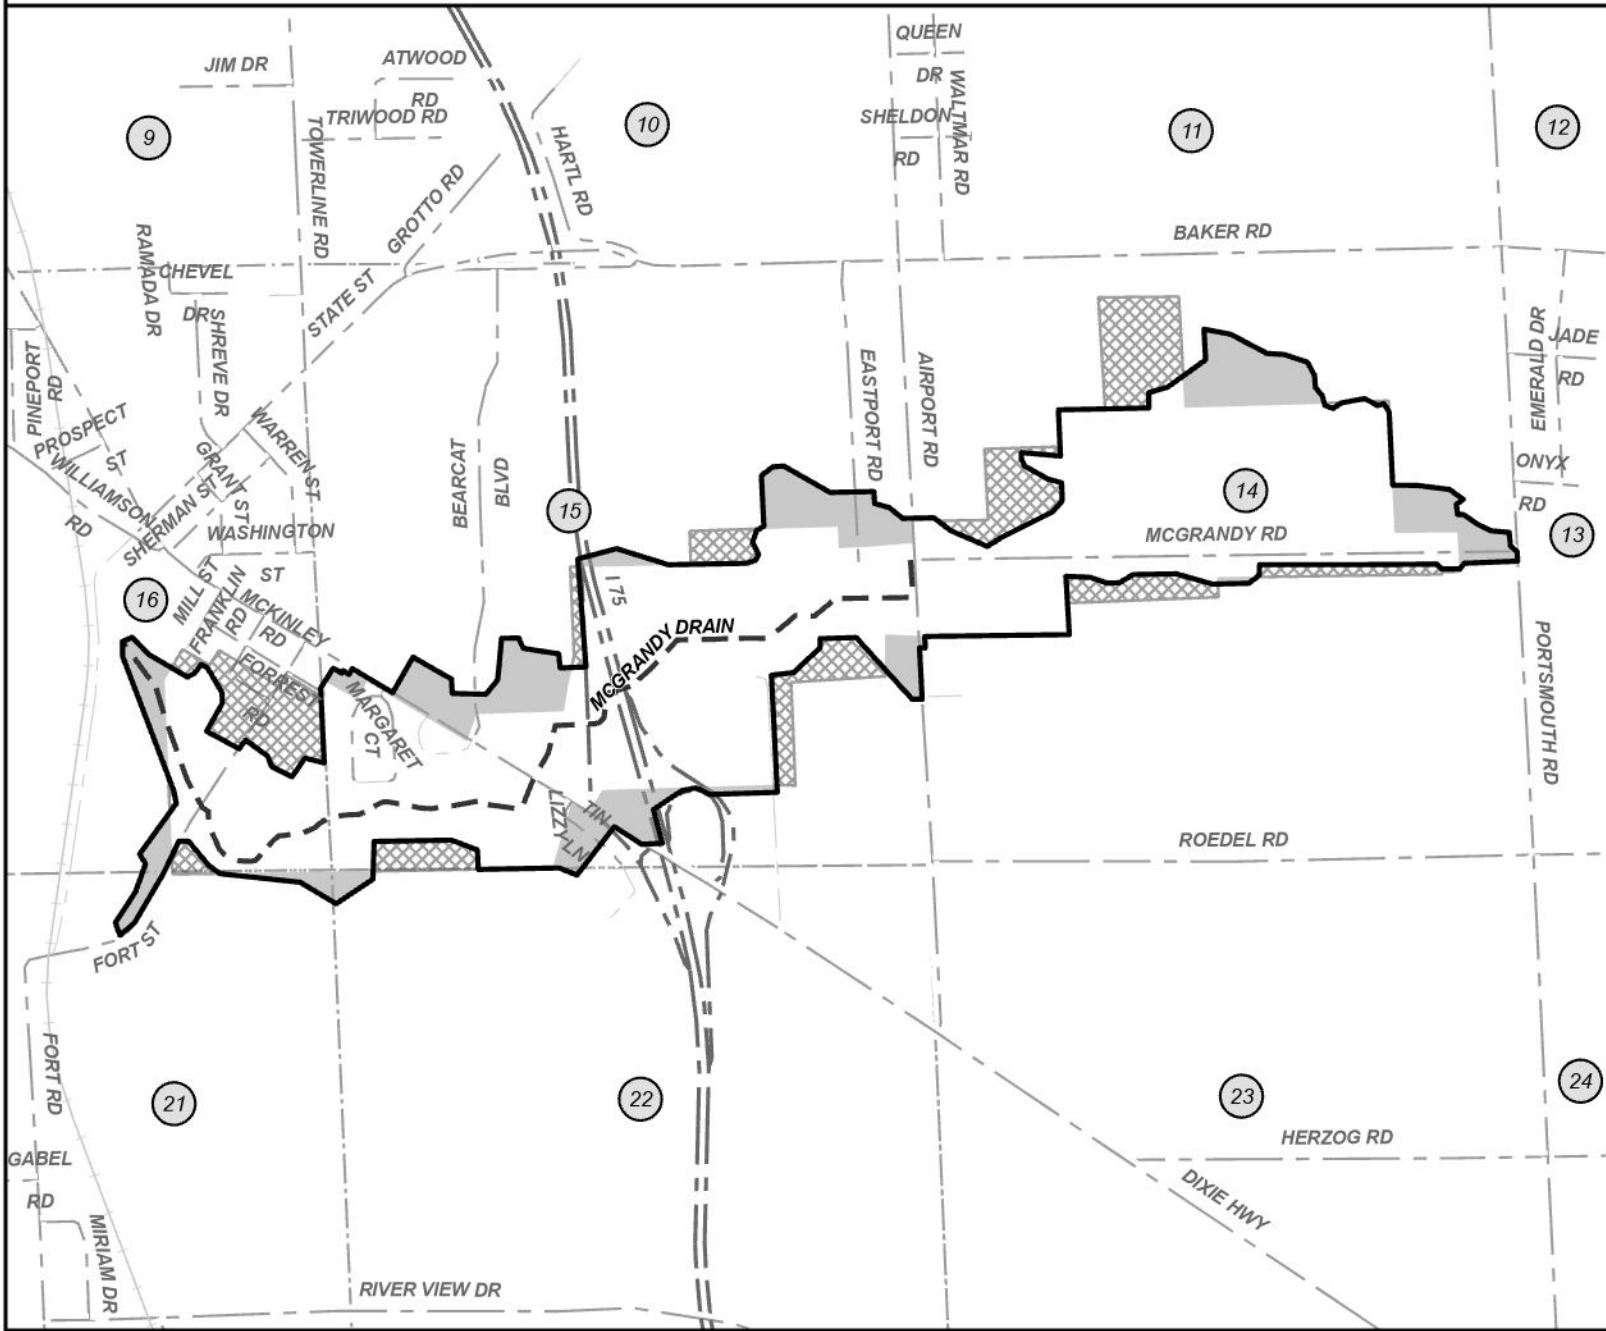 QUEEN
DR
JIM DR
ATWOOD
RD
TRIWOOD RD
SHELDON
RD
WALTMAR RD
9
10
11
12
TOWERLINE RD
HARTL RD
GROTTO RD
STATE ST
BAKER RD
RAMADA DR
CHEVEL
DR
SHREVE DR
PINEPORT
RD
EASTPORT RD
AIRPORT RD
EMERALD DR
JADE
RD
PROSPECT
ST
WILLIAMSON
RD
WARREN ST
GRANT ST
SHERMAN ST
BEARCAT
BLVD
ONYX
RD
14
15
13
WASHINGTON
ST
MCGRANDY RD
16
MILL ST
FRANKLIN
RD
MCKINLEY
RD
I 75
MCGRANDY DRAIN
FORREST
RD
MARGARET
CT
PORTSMOUTH RD
LIZZY LN
TIN
ROEDEL RD
FORT ST
FORT RD
21
22
23
24
HERZOG RD
GABEL
RD
DIXIE HWY
MIRIAM DR
RIVER VIEW DR